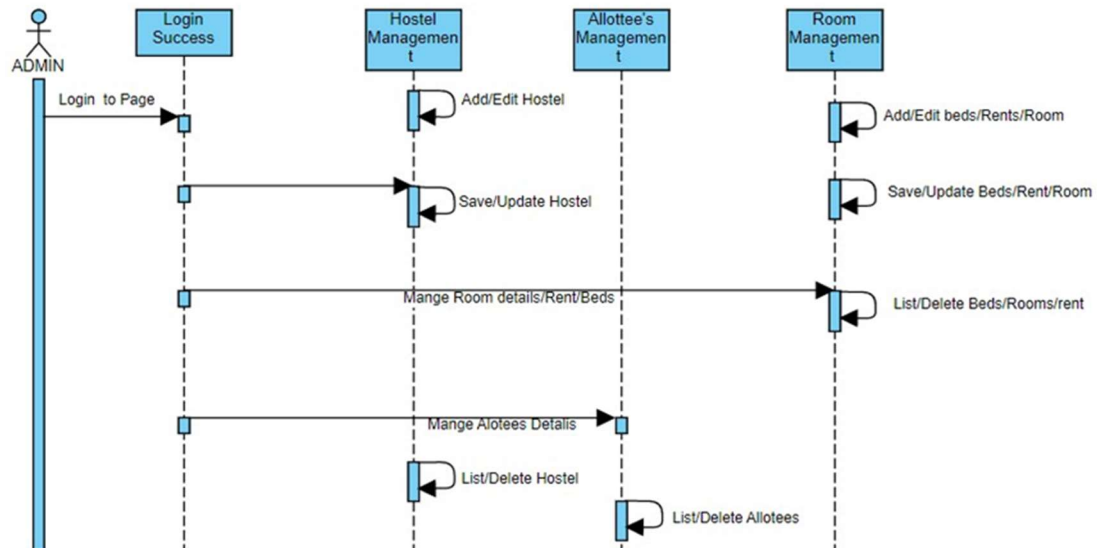 Login
Success
Hostel
Managemen
t
Allottee's
Managemen
t
Room
Managemen
t
ADMIN
Login to Page
Add/Edit Hostel
Add/Edit beds/Rents/Room
Save/Update Hostel
Save/Update Beds/Rent/Room
Mange Room details/Rent/Beds
List/Delete Beds/Rooms/rent
Mange Alotees Detalis
List/Delete Hostel
List/Delete Allotees